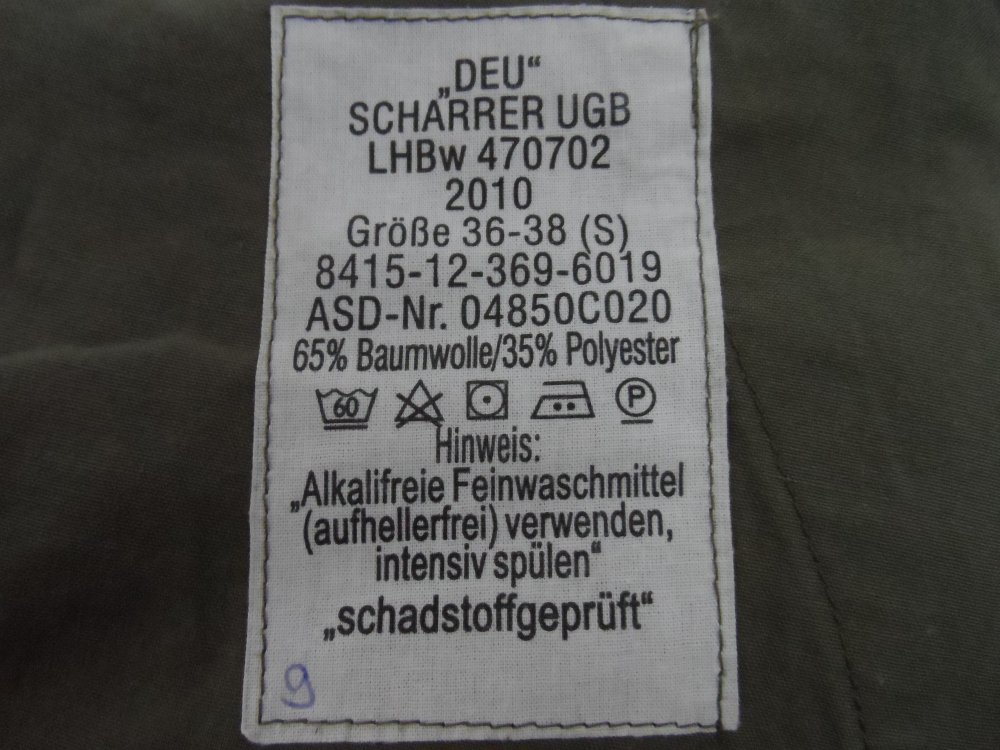 „DEU“
SCHARRER UGB
LHBw 470702
2010
Größe 36-38 (S)
8415-12-369-6019
ASD-Nr. 04850C020
65% Baumwolle/35% Polyester
60 P
Hinweis:
„Alkalifreie Feinwaschmittel
(aufhellerfrei) verwenden,
intensiv spülen“
„schadstoffgeprüft“
9